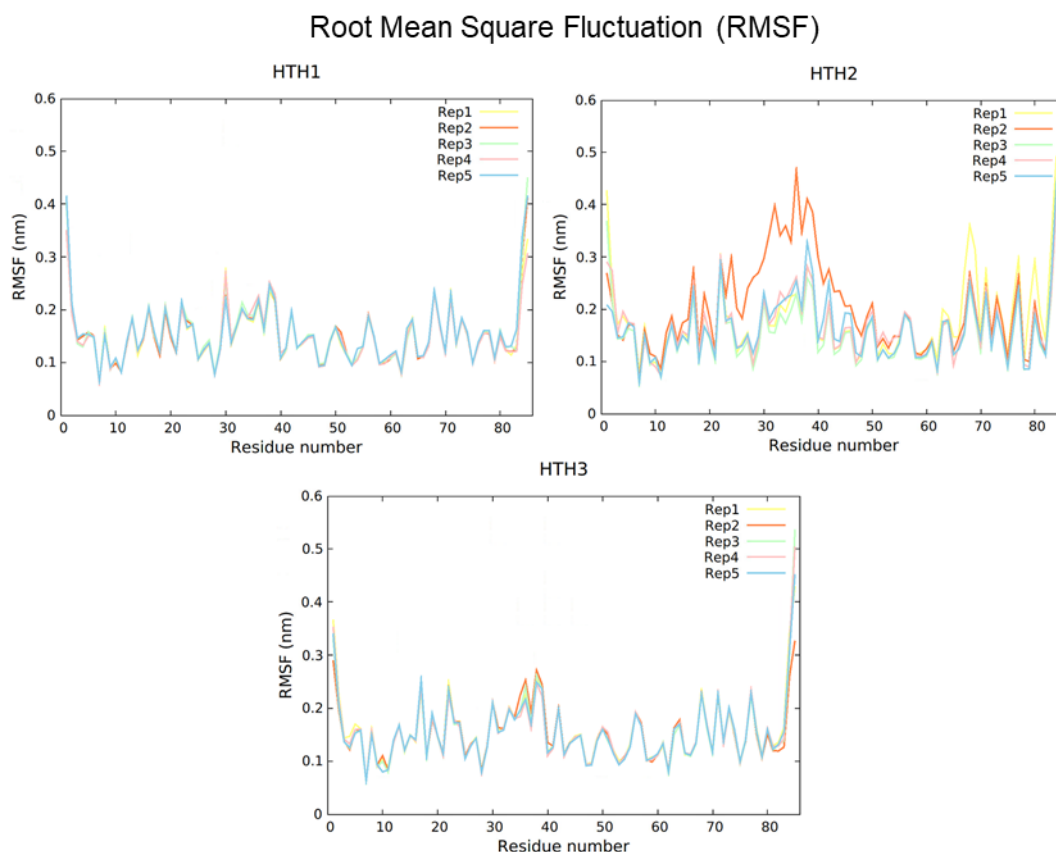 Root Mean Square Fluctuation (RMSF)
HTH1
0.6
0.5
0.4
0.3
0.2
0.1
0
RMSF (nm)
Rep1
Rep2
Rep3
Rep4
Rep5
0 10 20 30 40 50 60 70 80
Residue number
HTH2
0.6
0.5
0.4
0.3
0.2
0.1
0
RMSF (nm)
Rep1
Rep2
Rep3
Rep4
Rep5
0 10 20 30 40 50 60 70 80
Residue number
HTH3
0.6
0.5
0.4
0.3
0.2
0.1
0
RMSF (nm)
Rep1
Rep2
Rep3
Rep4
Rep5
0 10 20 30 40 50 60 70 80
Residue number